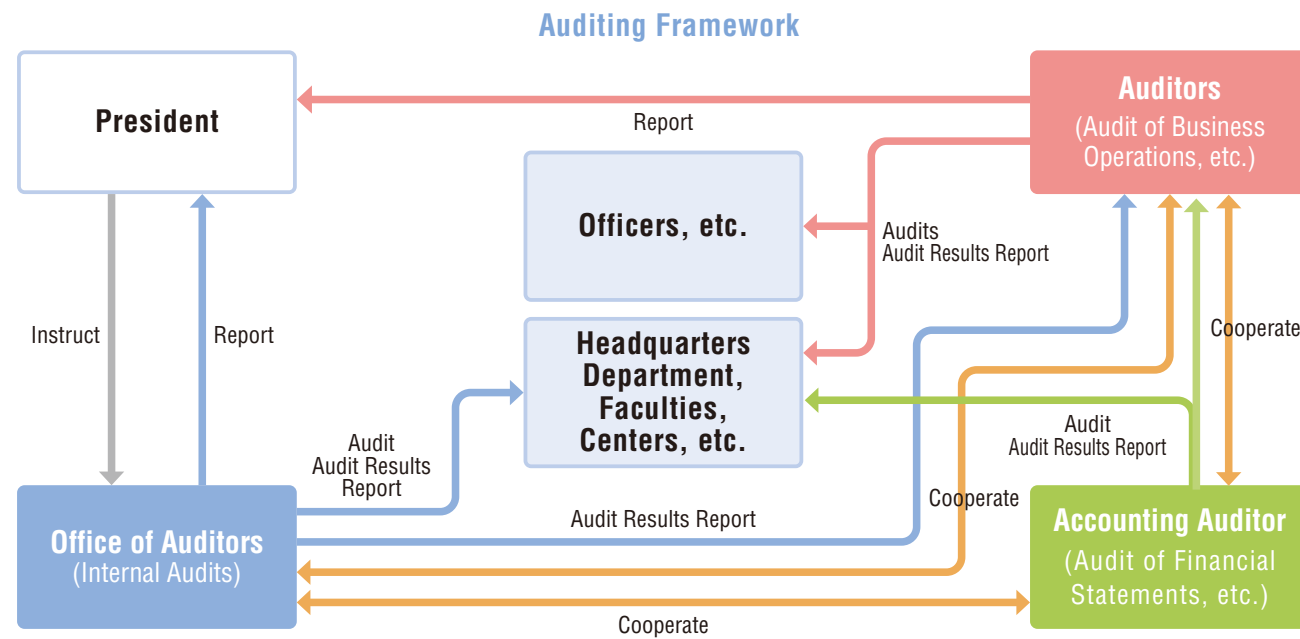 Auditing Framework
President
Auditors
(Audit of Business
Operations, etc.)
Report
Officers, etc.
Audits
Audit Results Report
Instruct
Report
Headquarters
Department,
Faculties,
Centers, etc.
Cooperate
Audit
Audit Results
Report
Audit
Audit Results Report
Cooperate
Audit Results Report
Office of Auditors
(Internal Audits)
Accounting Auditor
(Audit of Financial
Statements, etc.)
Cooperate